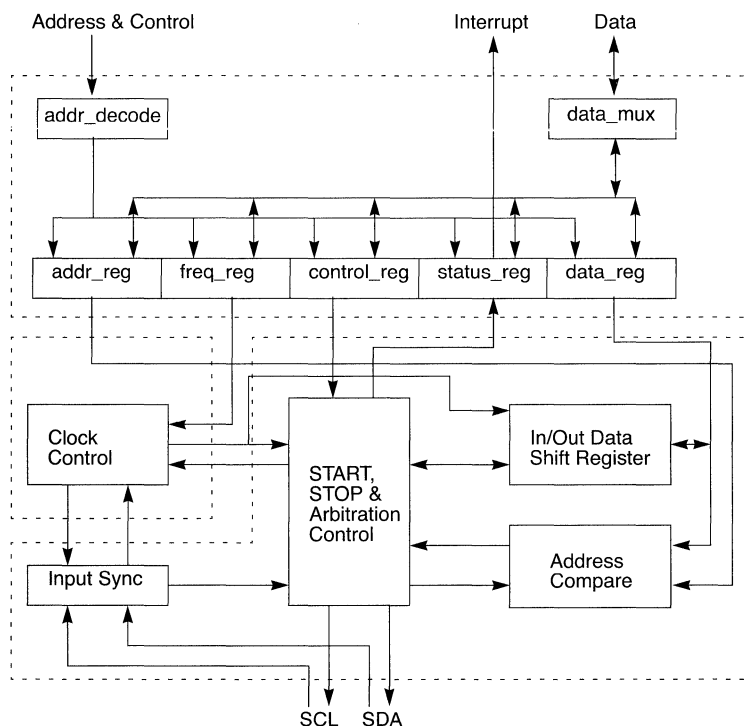 Address & Control
Interrupt
Data
addr_decode
data_mux
addr_reg
freq_reg
control_reg
status_reg
data_reg
Clock
Control
START,
STOP &
Arbitration
Control
In/Out Data
Shift Register
Input Sync
Address
Compare
SCL
SDA